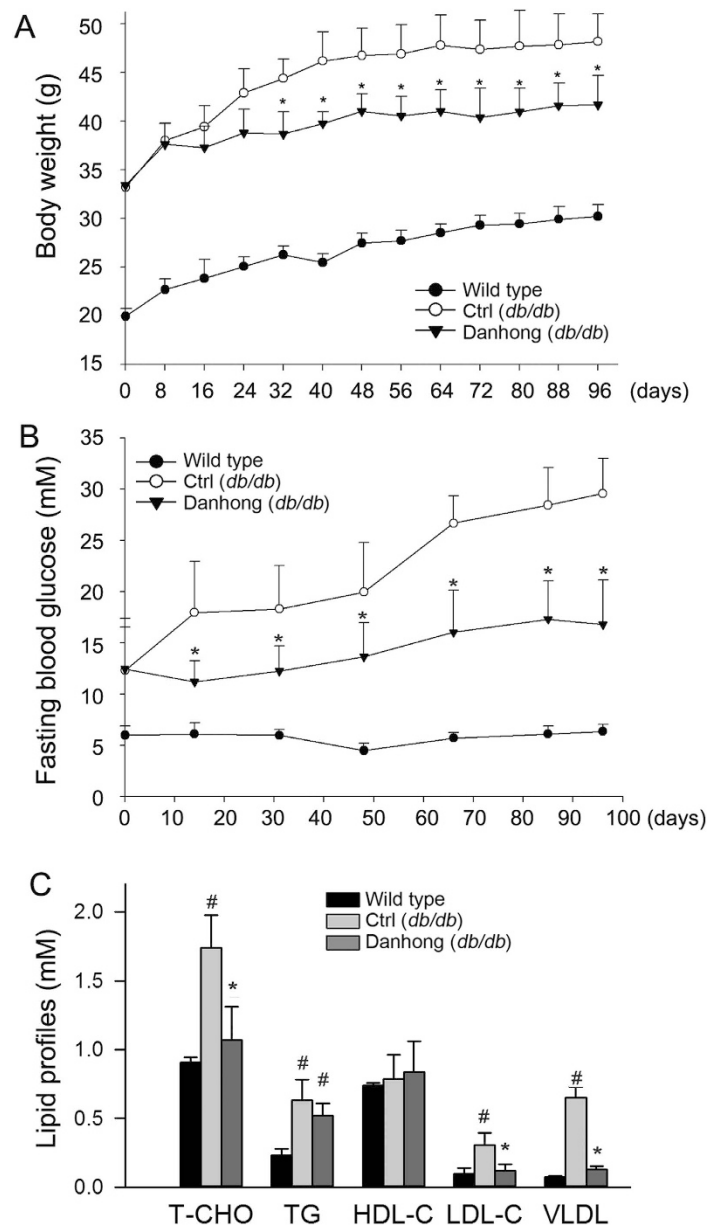 A
Body weight (g)
50
45
40
35
30
25
20
15
* * * * * * * * *
Wild type
Ctrl (db/db)
Danhong (db/db)
0 8 16 24 32 40 48 56 64 72 80 88 96 (days)
B
Fasting blood glucose (mM)
35
30
25
20
15
10
5
0
Wild type
Ctrl (db/db)
Danhong (db/db)
* * * * * *
0 10 20 30 40 50 60 70 80 90 100 (days)
C
Lipid profiles (mM)
2.0
1.5
1.0
0.5
0.0
Wild type
Ctrl (db/db)
Danhong (db/db)
# * # # # * # *
T-CHO TG HDL-C LDL-C VLDL